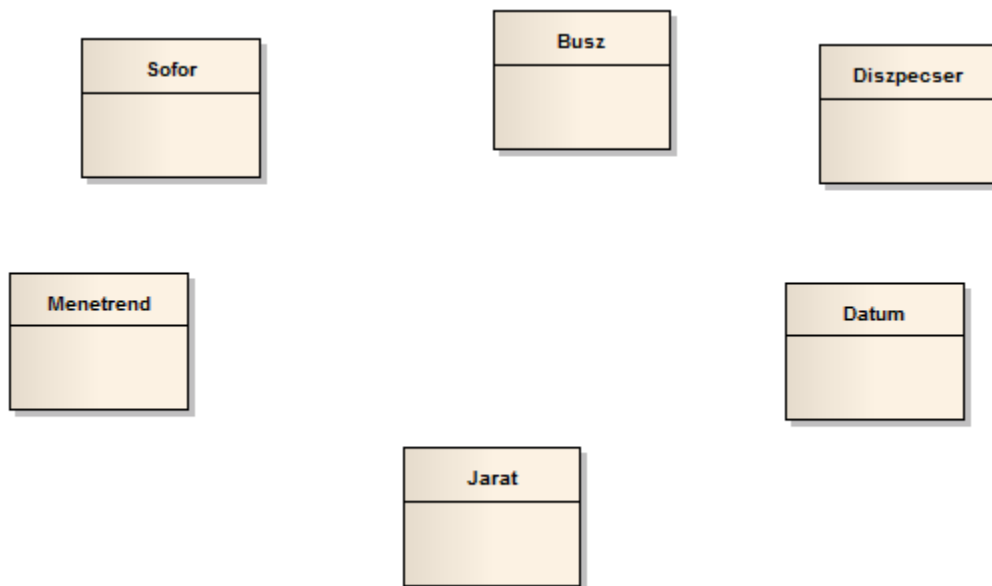 Sofor
Busz
Diszpecser
Menetrend
Datum
Jarat